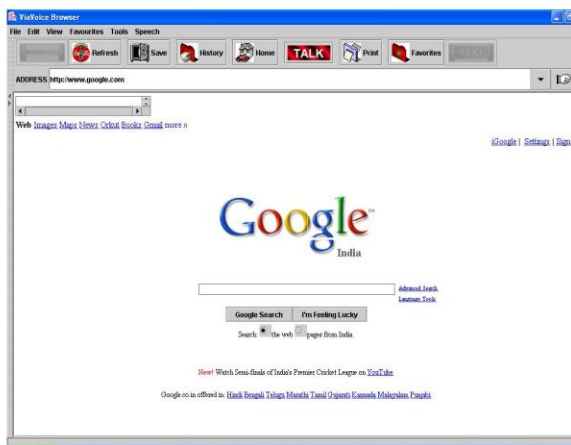 ViaVoice Browser
File Edit View Favourites Tools Speech
Refresh Save History Home TALK Print Favorites
ADDRESS http://www.google.com
Web Images Maps News Orkut Books Gmail more »
iGoogle | Settings | Sign
Google™
India
Advanced Search
Language Tools
Google Search I'm Feeling Lucky
Search: the web pages from India
New! Watch Semi-finals of India's Premier Cricket League on YouTube
Google.co.in offered in: Hindi Bengali Telugu Marathi Tamil Gujarati Kannada Malayalam Punjabi